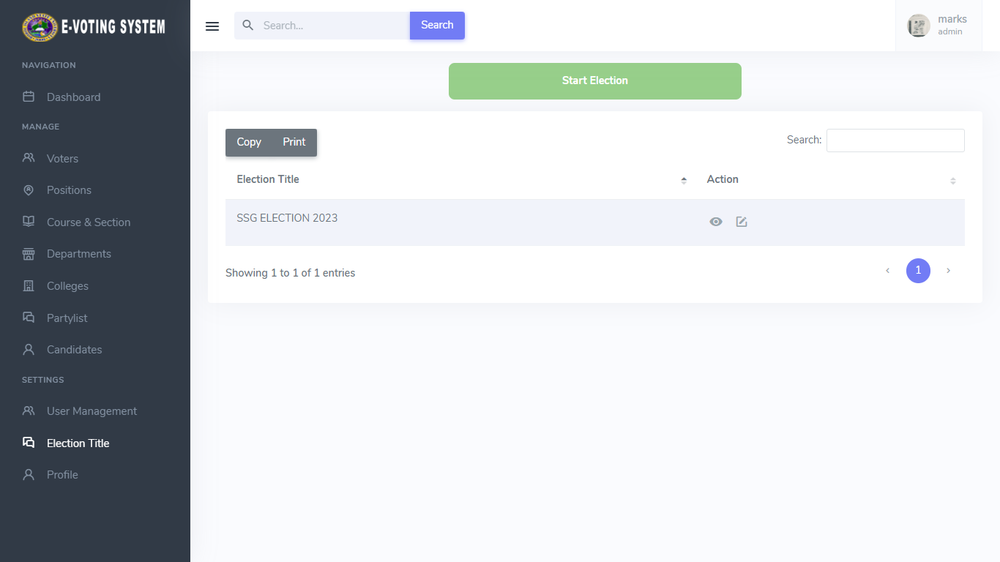 E-VOTING SYSTEM
NAVIGATION
Dashboard
MANAGE
Voters
Positions
Course & Section
Departments
Colleges
Partylist
Candidates
SETTINGS
User Management
Election Title
Profile
Search...
Search
marks
admin
Start Election
Copy
Print
Search:
Election Title
Action
SSG ELECTION 2023
Showing 1 to 1 of 1 entries
1